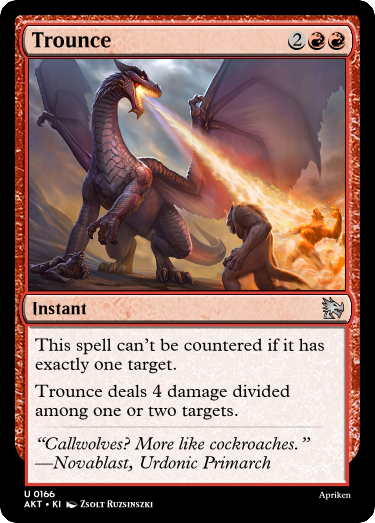 Trounce 2
Instant
This spell can't be countered if it has
exactly one target.
Trounce deals 4 damage divided
among one or two targets.
"Callwolves? More like cockroaches."
—Novablast, Urdonic Primarch
U 0166
AKT • KI Zsolt Ruzsinszki
Apriken